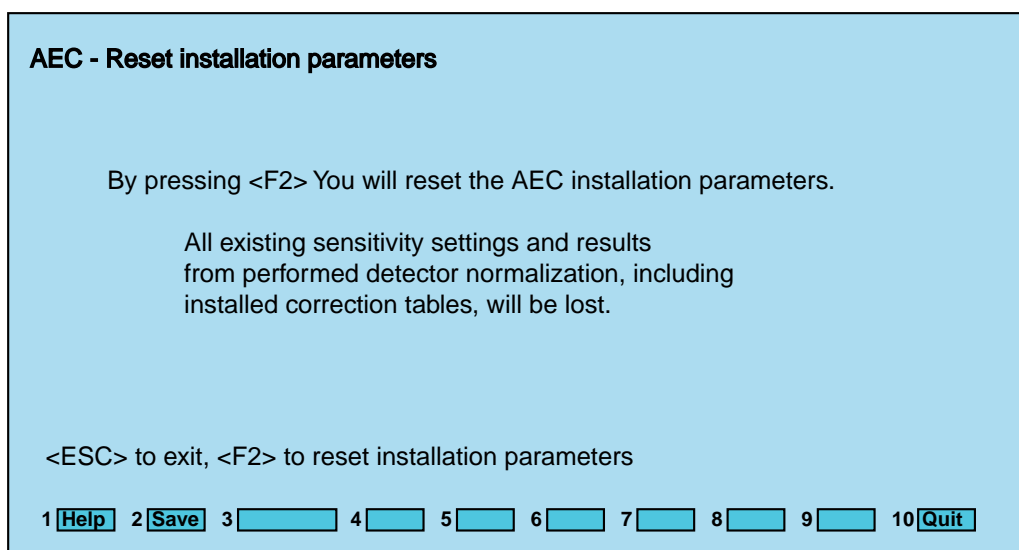 AEC - Reset installation parameters
By pressing <F2> You will reset the AEC installation parameters.
All existing sensitivity settings and results
from performed detector normalization, including
installed correction tables, will be lost.
<ESC> to exit, <F2> to reset installation parameters
1 Help 2 Save 3 4 5 6 7 8 9 10 Quit